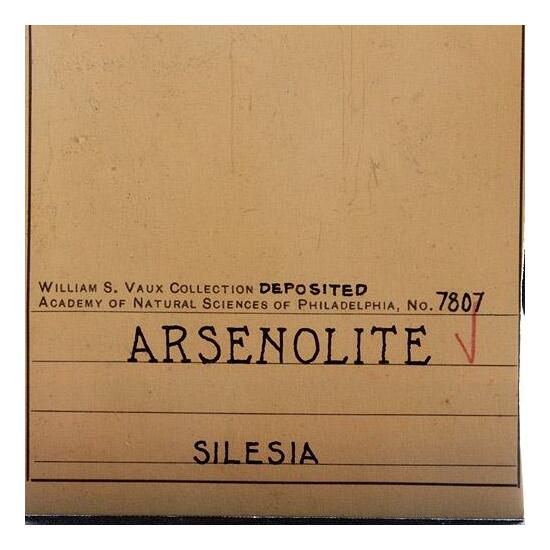 WILLIAM S. VAUX COLLECTION DEPOSITED
ACADEMY OF NATURAL SCIENCES OF PHILADELPHIA, NO. 7807
ARSENOLITE
SILESIA